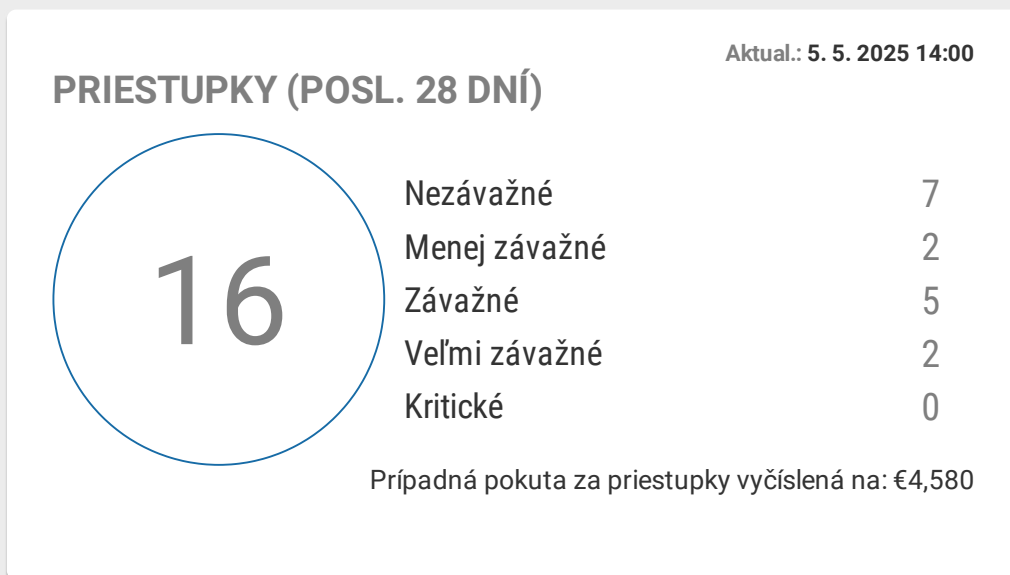 Aktual.: 5. 5. 2025 14:00
PRIESTUPKY (POSL. 28 DNÍ)
16
Nezávažné 7
Menej závažné 2
Závažné 5
Veľmi závažné 2
Kritické 0
Prípadná pokuta za priestupky vyčíslená na: €4,580